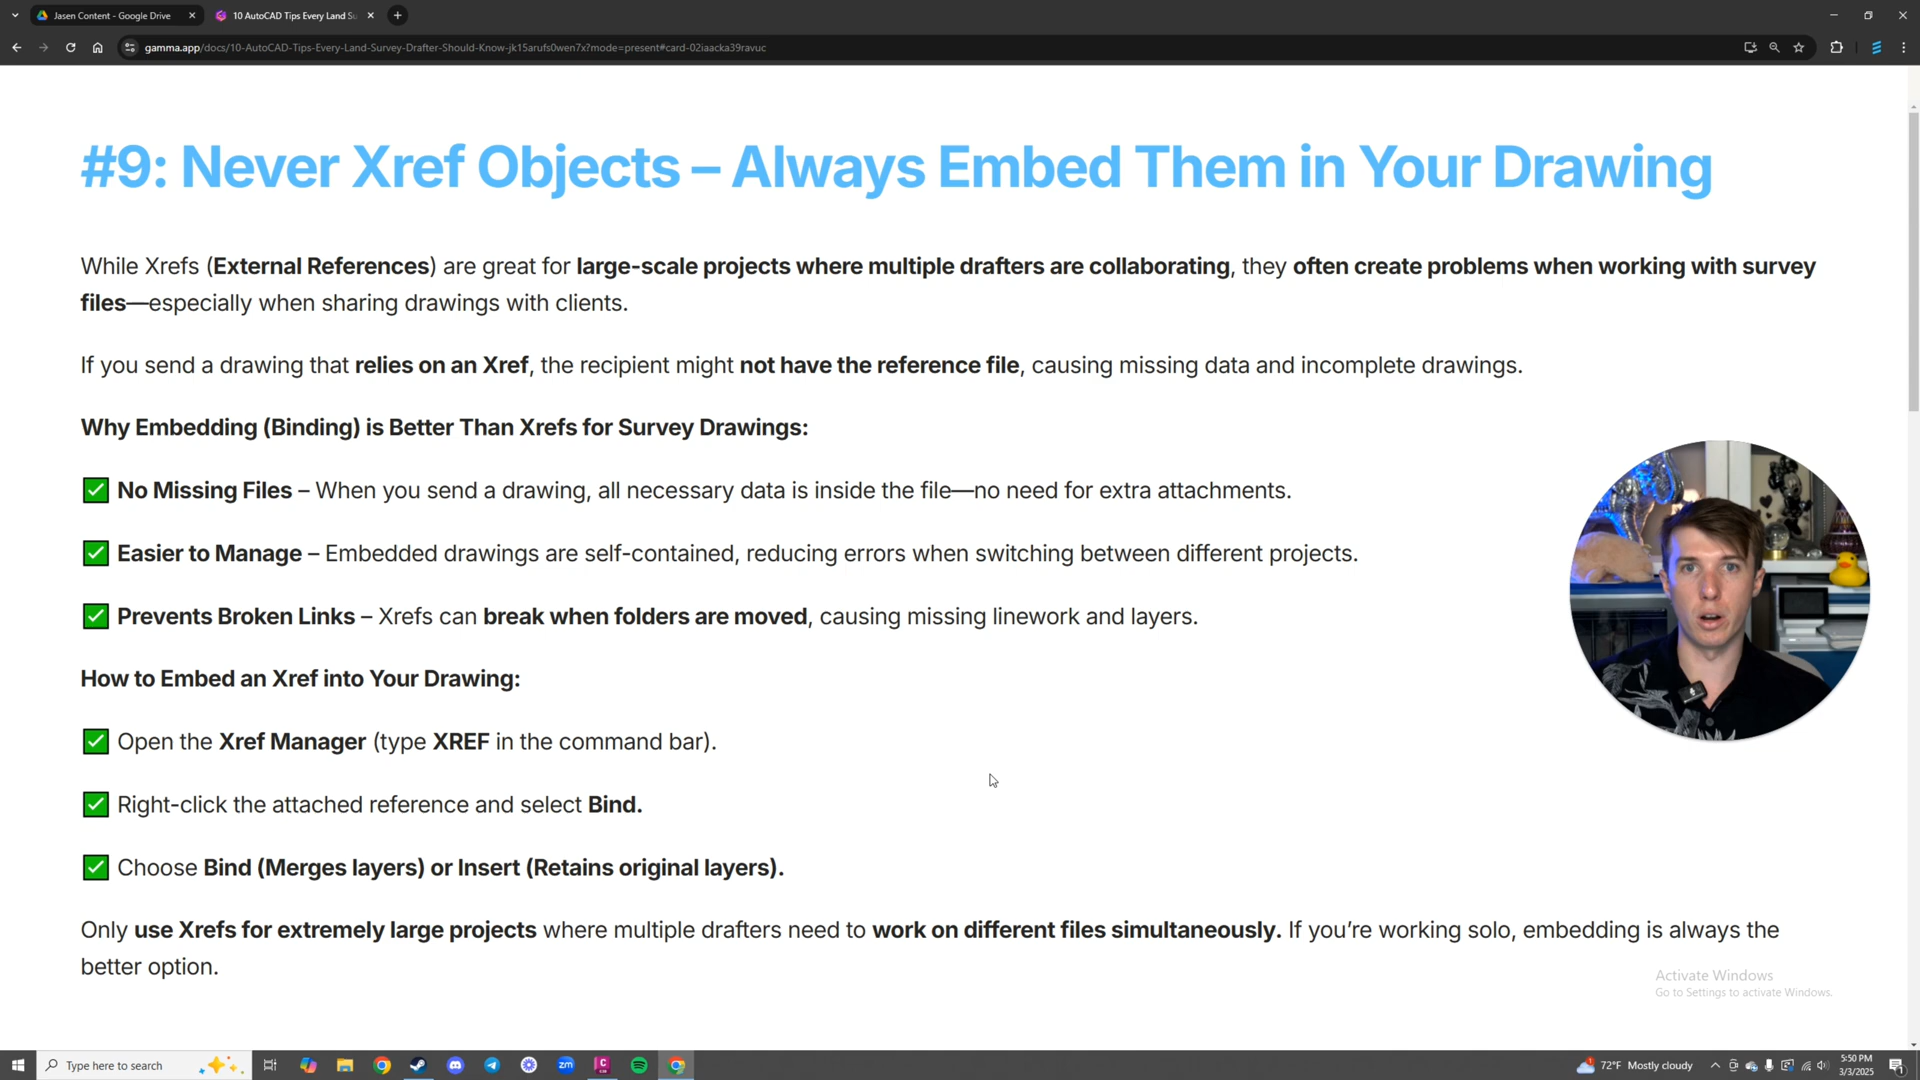 Jasen Content - Google Drive
10 AutoCAD Tips Every Land Su
gamma.app/docs/10-AutoCAD-Tips-Every-Land-Survey-Drafter-Should-Know-jk15arufs0wen7x?mode=present#card-02iaacka39ravuc
#9: Never Xref Objects – Always Embed Them in Your Drawing
While Xrefs (External References) are great for large-scale projects where multiple drafters are collaborating, they often create problems when working with survey
files—especially when sharing drawings with clients.
If you send a drawing that relies on an Xref, the recipient might not have the reference file, causing missing data and incomplete drawings.
Why Embedding (Binding) is Better Than Xrefs for Survey Drawings:
✅ No Missing Files – When you send a drawing, all necessary data is inside the file—no need for extra attachments.
✅ Easier to Manage – Embedded drawings are self-contained, reducing errors when switching between different projects.
✅ Prevents Broken Links – Xrefs can break when folders are moved, causing missing linework and layers.
How to Embed an Xref into Your Drawing:
✅ Open the Xref Manager (type XREF in the command bar).
✅ Right-click the attached reference and select Bind.
✅ Choose Bind (Merges layers) or Insert (Retains original layers).
Only use Xrefs for extremely large projects where multiple drafters need to work on different files simultaneously. If you’re working solo, embedding is always the
better option.
Activate Windows
Go to Settings to activate Windows.
Type here to search
zm
72°F Mostly cloudy
5:50 PM
3/3/2025